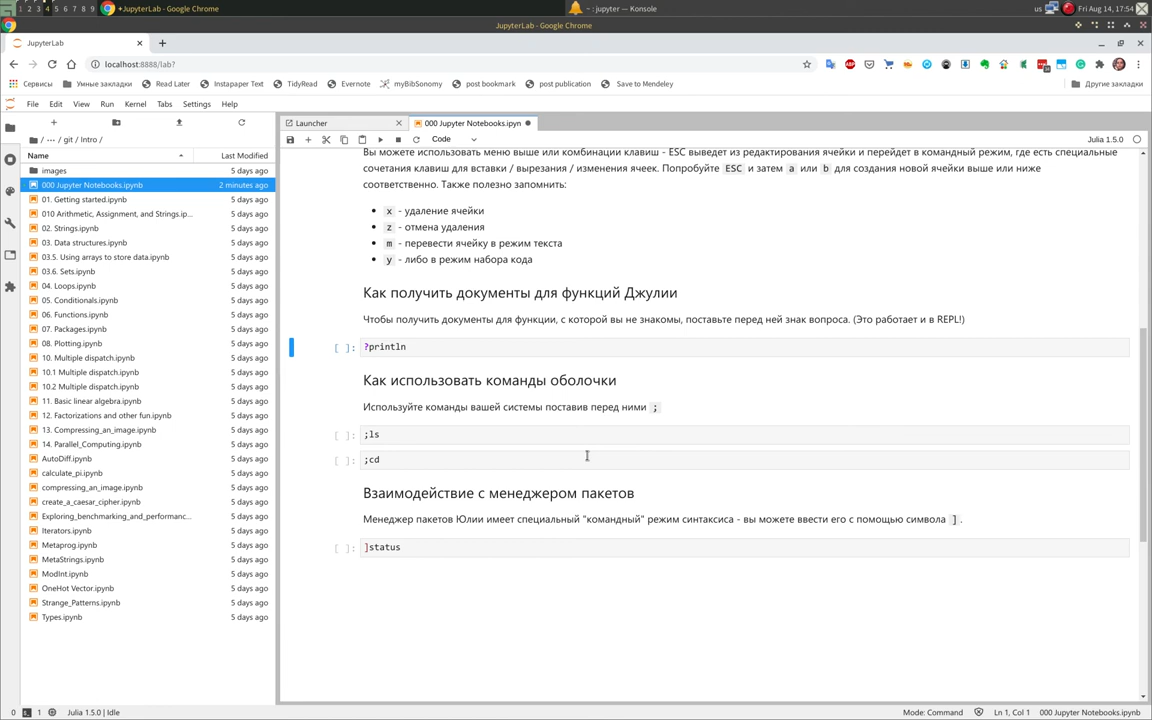 1 2 3 4 5 6 7 8 9
+JupyterLab - Google Chrome
~ : jupyter — Konsole
us
Fri Aug 14, 17:54
JupyterLab - Google Chrome
JupyterLab
localhost:8888/lab?
Сервисы
Умные закладки
Read Later
Instapaper Text
TidyRead
Evernote
myBibSonomy
post bookmark
post publication
Save to Mendeley
Другие закладки
File Edit View Run Kernel Tabs Settings Help
Launcher
000 Jupyter Notebooks.ipyn
/ ··· / git / Intro /
Code
Julia 1.5.0
Name Last Modified
images 5 days ago
000 Jupyter Notebooks.ipynb 2 minutes ago
01. Getting started.ipynb 5 days ago
010 Arithmetic, Assignment, and Strings.ip... 5 days ago
02. Strings.ipynb 5 days ago
03. Data structures.ipynb 5 days ago
03.5. Using arrays to store data.ipynb 5 days ago
03.6. Sets.ipynb 5 days ago
04. Loops.ipynb 5 days ago
05. Conditionals.ipynb 5 days ago
06. Functions.ipynb 5 days ago
07. Packages.ipynb 5 days ago
08. Plotting.ipynb 5 days ago
10. Multiple dispatch.ipynb 5 days ago
10.1 Multiple dispatch.ipynb 5 days ago
10.2 Multiple dispatch.ipynb 5 days ago
11. Basic linear algebra.ipynb 5 days ago
12. Factorizations and other fun.ipynb 5 days ago
13. Compressing_an_image.ipynb 5 days ago
14. Parallel_Computing.ipynb 5 days ago
AutoDiff.ipynb 5 days ago
calculate_pi.ipynb 5 days ago
compressing_an_image.ipynb 5 days ago
create_a_caesar_cipher.ipynb 5 days ago
Exploring_benchmarking_and_performanc... 5 days ago
Iterators.ipynb 5 days ago
Metaprog.ipynb 5 days ago
MetaStrings.ipynb 5 days ago
ModInt.ipynb 5 days ago
OneHot Vector.ipynb 5 days ago
Strange_Patterns.ipynb 5 days ago
Types.ipynb 5 days ago
Вы можете использовать меню выше или комбинации клавиш - ESC выведет из редактирования ячейки и перейдет в командный режим, где есть специальные
сочетания клавиш для вставки / вырезания / изменения ячеек. Попробуйте ESC и затем a или b для создания новой ячейки выше или ниже
соответственно. Также полезно запомнить:
• x - удаление ячейки
• z - отмена удаления
• m - перевести ячейку в режим текста
• y - либо в режим набора кода
Как получить документы для функций Джулии
Чтобы получить документы для функции, с которой вы не знакомы, поставьте перед ней знак вопроса. (Это работает и в REPL!)
[ ]: ?println
Как использовать команды оболочки
Используйте команды вашей системы поставив перед ними ;
[ ]: ;ls
[ ]: ;cd
Взаимодействие с менеджером пакетов
Менеджер пакетов Юлии имеет специальный "командный" режим синтаксиса - вы можете ввести его с помощью символа ].
[ ]: ]status
0 1 Julia 1.5.0 | Idle
Mode: Command Ln 1, Col 1 000 Jupyter Notebooks.ipynb